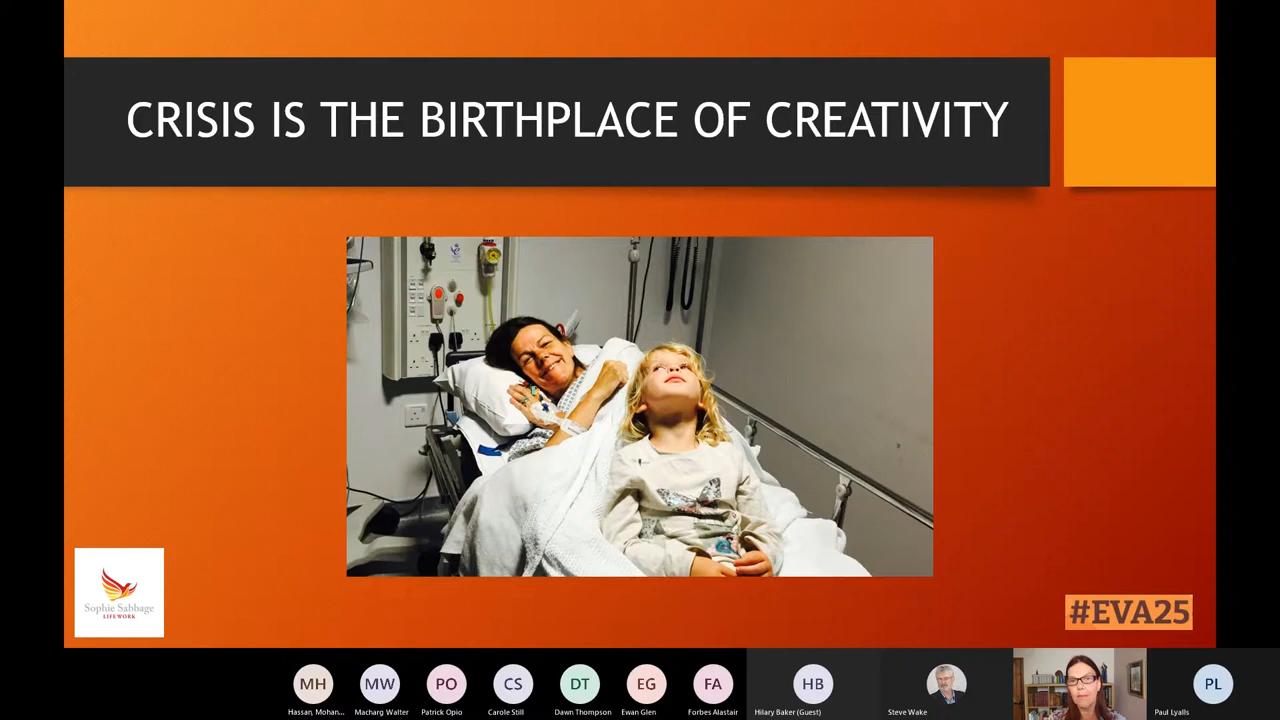 CRISIS IS THE BIRTHPLACE OF CREATIVITY
Sophie Sabbage
LIFEWORK
#EVA25
MH
MW
PO
CS
DT
EG
FA
HB
PL
Hassan, Mohan...
Macharg Walter
Patrick Opio
Carole Still
Dawn Thompson
Ewan Glen
Forbes Alastair
Hilary Baker (Guest)
Steve Wake
Paul Lyalls